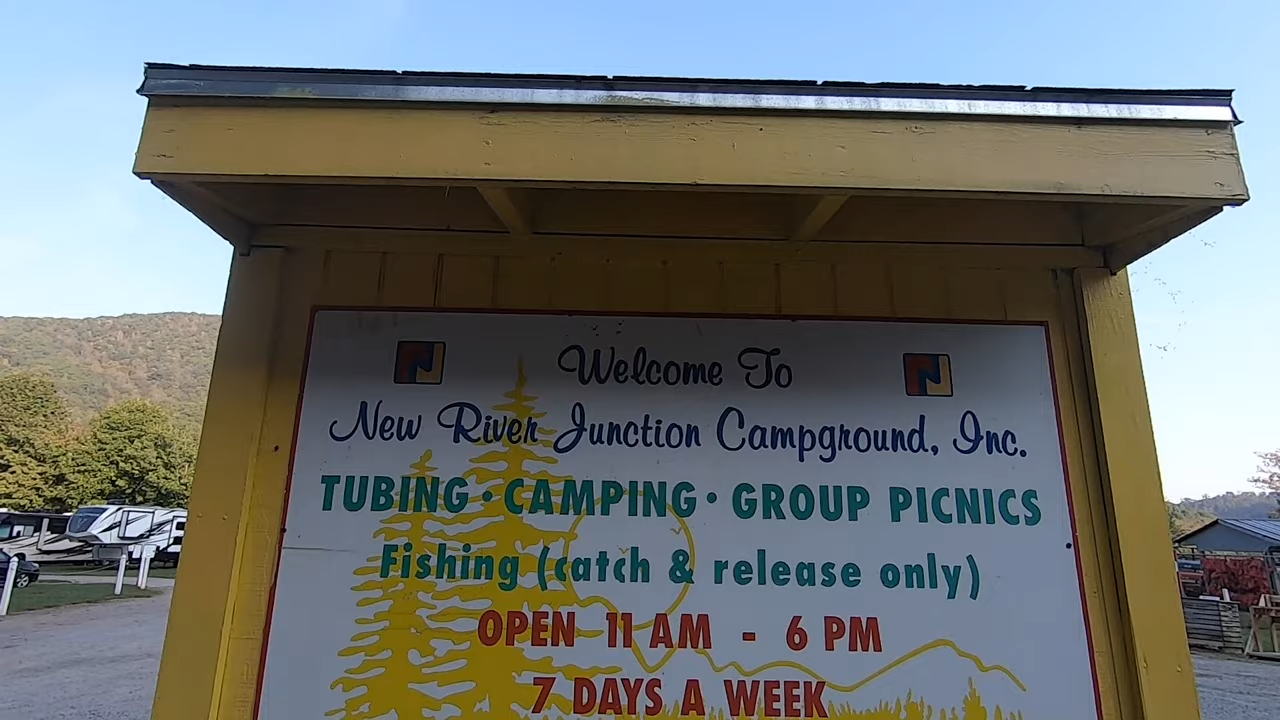 Welcome To
New River Junction Campground, Inc.
TUBING • CAMPING • GROUP PICNICS
Fishing (catch & release only)
OPEN 11 AM - 6 PM
7 DAYS A WEEK